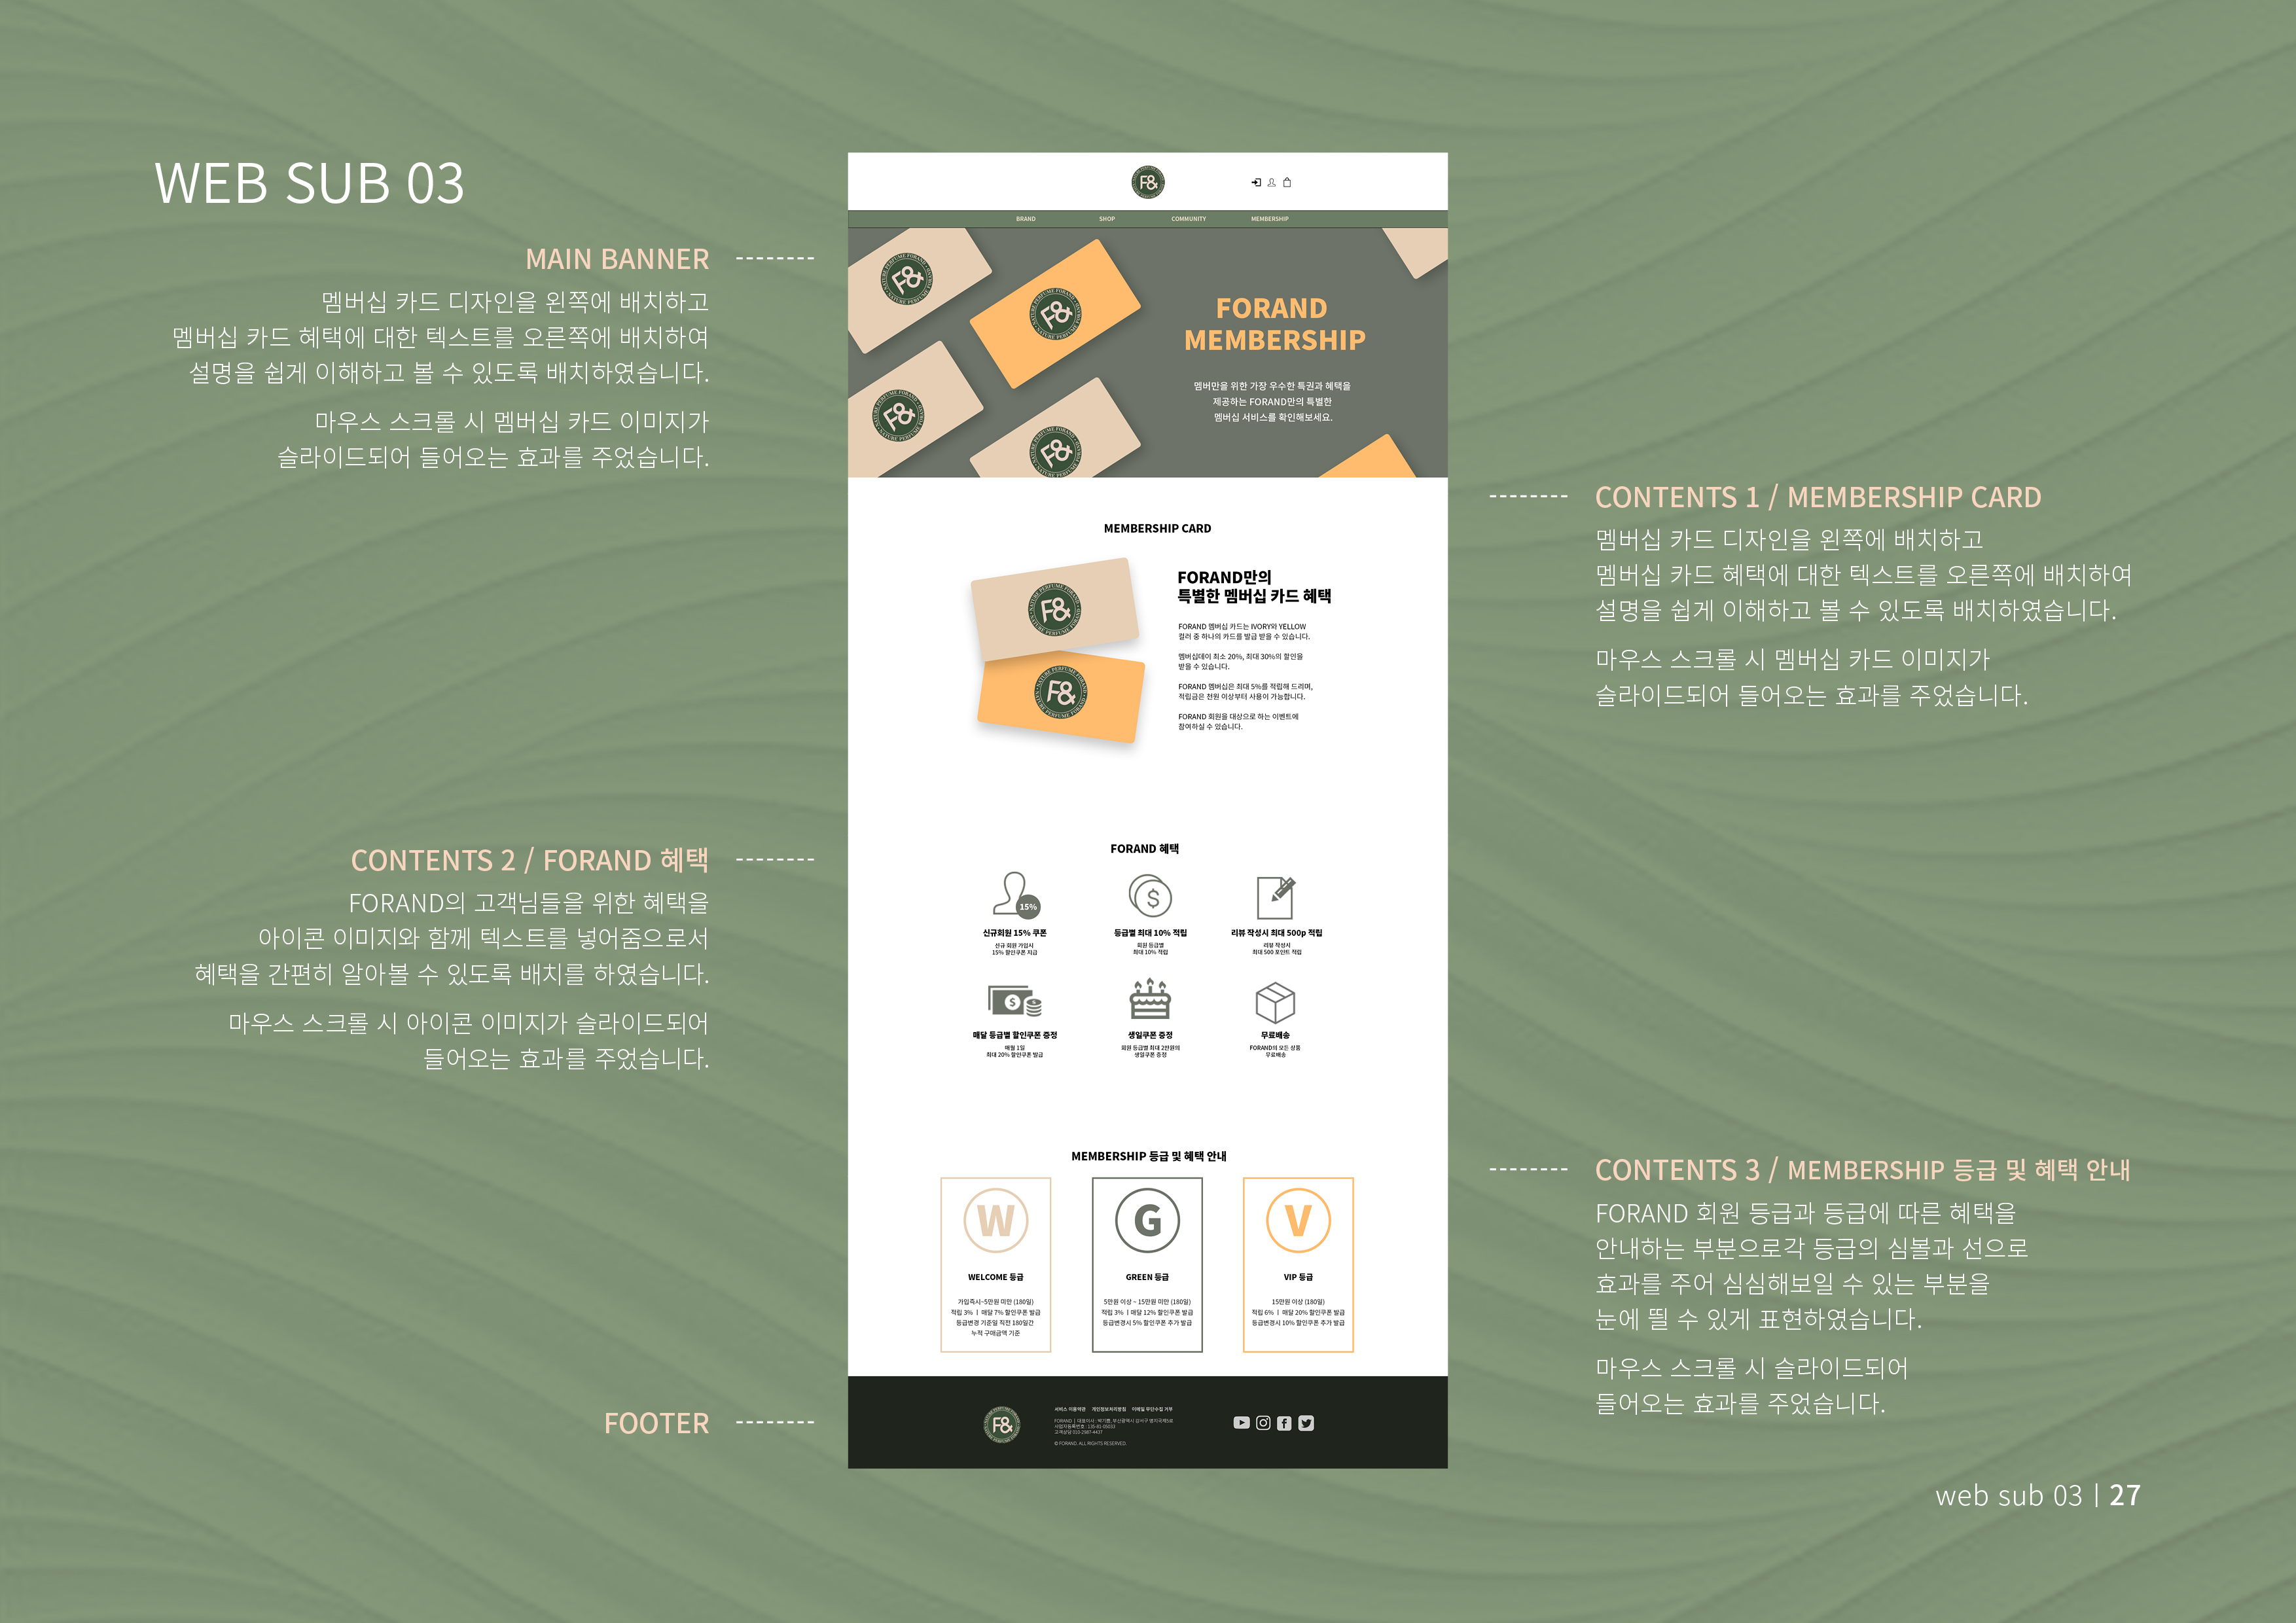 WEB SUB 03
MAIN BANNER
멤버십 카드 디자인을 왼쪽에 배치하고
멤버십 카드 혜택에 대한 텍스트를 오른쪽에 배치하여
설명을 쉽게 이해하고 볼 수 있도록 배치하였습니다.
마우스 스크롤 시 멤버십 카드 이미지가
슬라이드되어 들어오는 효과를 주었습니다.
CONTENTS 2 / FORAND 혜택
FORAND의 고객님들을 위한 혜택을
아이콘 이미지와 함께 텍스트를 넣어줌으로서
혜택을 간편히 알아볼 수 있도록 배치를 하였습니다.
마우스 스크롤 시 아이콘 이미지가 슬라이드되어
들어오는 효과를 주었습니다.
FOOTER
F&
BRAND SHOP COMMUNITY MEMBERSHIP
F&
NATURE PERFUME FORAND
F&
NATURE PERFUME FORAND
F&
NATURE PERFUME FORAND
F&
NATURE PERFUME FORAND
FORAND
MEMBERSHIP
멤버만을 위한 가장 우수한 특권과 혜택을
제공하는 FORAND만의 특별한
멤버십 서비스를 확인해보세요.
MEMBERSHIP CARD
F&
NATURE PERFUME FORAND
F&
NATURE PERFUME FORAND
FORAND만의
특별한 멤버십 카드 혜택
FORAND 멤버십 카드는 IVORY와 YELLOW
컬러 중 하나의 카드를 발급 받을 수 있습니다.
멤버십데이 최소 20%, 최대 30%의 할인을
받을 수 있습니다.
FORAND 멤버십은 최대 5%를 적립해 드리며,
적립금은 천원 이상부터 사용이 가능합니다.
FORAND 회원을 대상으로 하는 이벤트에
참여하실 수 있습니다.
FORAND 혜택
15%
신규회원 15% 쿠폰
신규 회원 가입시
15% 할인쿠폰 지급
$
등급별 최대 10% 적립
회원 등급별
최대 10% 적립
리뷰 작성시 최대 500p 적립
리뷰 작성시
최대 500 포인트 적립
$
매달 등급별 할인쿠폰 증정
매월 1일
최대 20% 할인쿠폰 발급
생일쿠폰 증정
회원 등급별 최대 2만원의
생일쿠폰 증정
무료배송
FORAND의 모든 상품
무료배송
MEMBERSHIP 등급 및 혜택 안내
W
WELCOME 등급
가입즉시~5만원 미만 (180일)
적립 3% | 매달 7% 할인쿠폰 발급
등급변경 기준일 직전 180일간
누적 구매금액 기준
G
GREEN 등급
5만원 이상 ~ 15만원 미만 (180일)
적립 3% | 매달 12% 할인쿠폰 발급
등급변경시 5% 할인쿠폰 추가 발급
V
VIP 등급
15만원 이상 (180일)
적립 6% | 매달 20% 할인쿠폰 발급
등급변경시 10% 할인쿠폰 추가 발급
F&
서비스 이용약관 개인정보처리방침 이메일 무단수집 거부
© FORAND. ALL RIGHTS RESERVED.
CONTENTS 1 / MEMBERSHIP CARD
멤버십 카드 디자인을 왼쪽에 배치하고
멤버십 카드 혜택에 대한 텍스트를 오른쪽에 배치하여
설명을 쉽게 이해하고 볼 수 있도록 배치하였습니다.
마우스 스크롤 시 멤버십 카드 이미지가
슬라이드되어 들어오는 효과를 주었습니다.
CONTENTS 3 / MEMBERSHIP 등급 및 혜택 안내
FORAND 회원 등급과 등급에 따른 혜택을
안내하는 부분으로각 등급의 심볼과 선으로
효과를 주어 심심해보일 수 있는 부분을
눈에 띌 수 있게 표현하였습니다.
마우스 스크롤 시 슬라이드되어
들어오는 효과를 주었습니다.
web sub 03 | 27